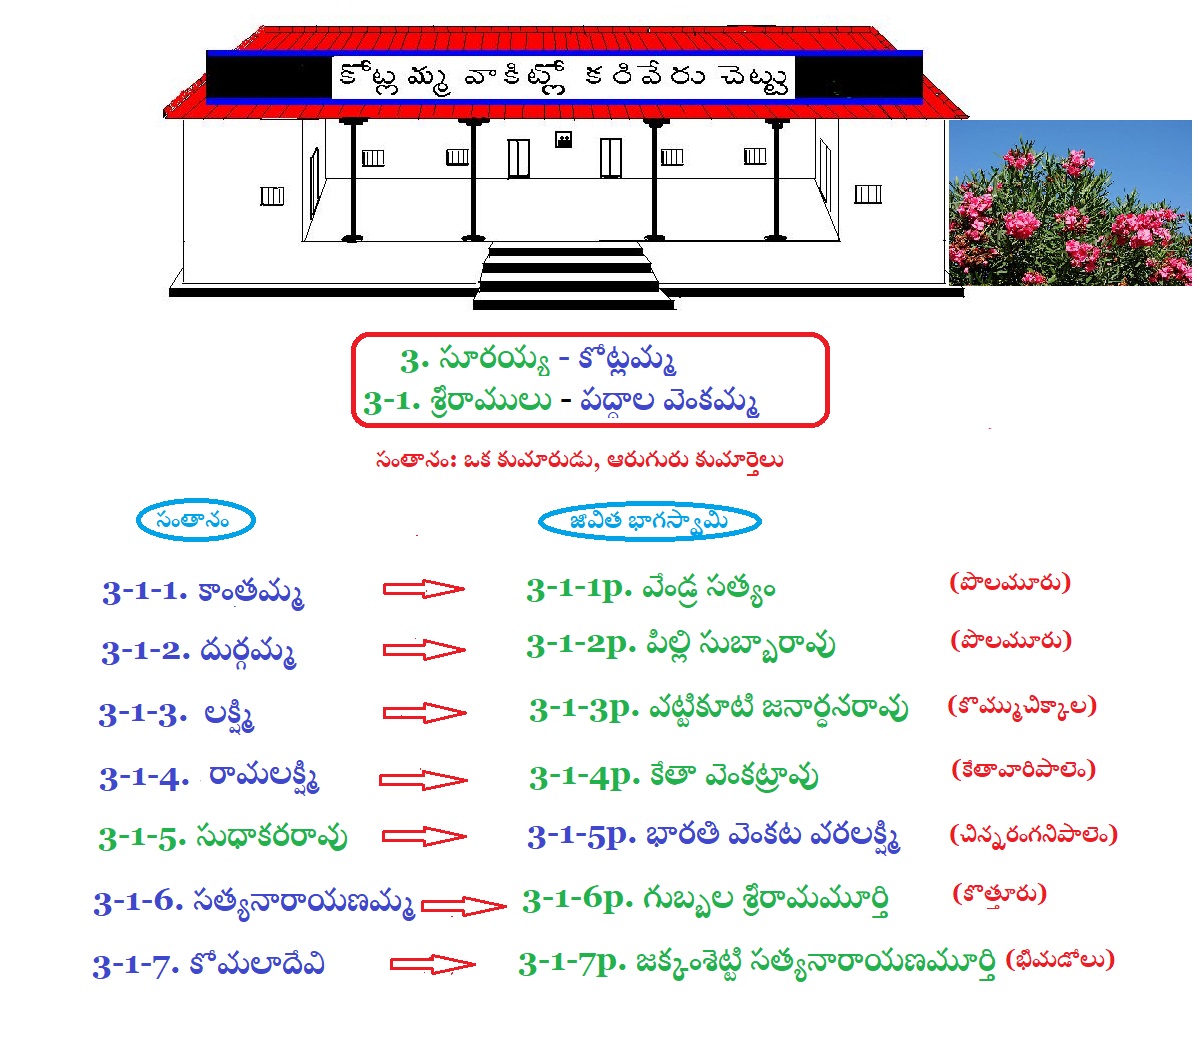 కోట్లమ్మ వాకిట్లో కరివేరు చెట్టు
3. సూరయ్య - కోట్లమ్మ
3-1. శ్రీరాములు - పద్దాల వెంకమ్మ
సంతానం: ఒక కుమారుడు, ఆరుగురు కుమార్తెలు
సంతానం జీవిత భాగస్వామి
3-1-1. కాంతమ్మ 3-1-1p. వేండ్ర సత్యం (పొలమూరు)
3-1-2. దుర్గమ్మ 3-1-2p. పిల్లి సుబ్బారావు (పొలమూరు)
3-1-3. లక్ష్మి 3-1-3p. వట్టికూటి జనార్ధనరావు (కొమ్ముచిక్కాల)
3-1-4. రామలక్ష్మి 3-1-4p. కేతా వెంకట్రావు (కేతావారిపాలెం)
3-1-5. సుధాకరరావు 3-1-5p. భారతి వెంకట వరలక్ష్మి (చిన్నరంగనిపాలెం)
3-1-6. సత్యనారాయణమ్మ 3-1-6p. గుబ్బల శ్రీరామమూర్తి (కొత్తూరు)
3-1-7. కోమలాదేవి 3-1-7p. జక్కంశెట్టి సత్యనారాయణమూర్తి (భీమడోలు)